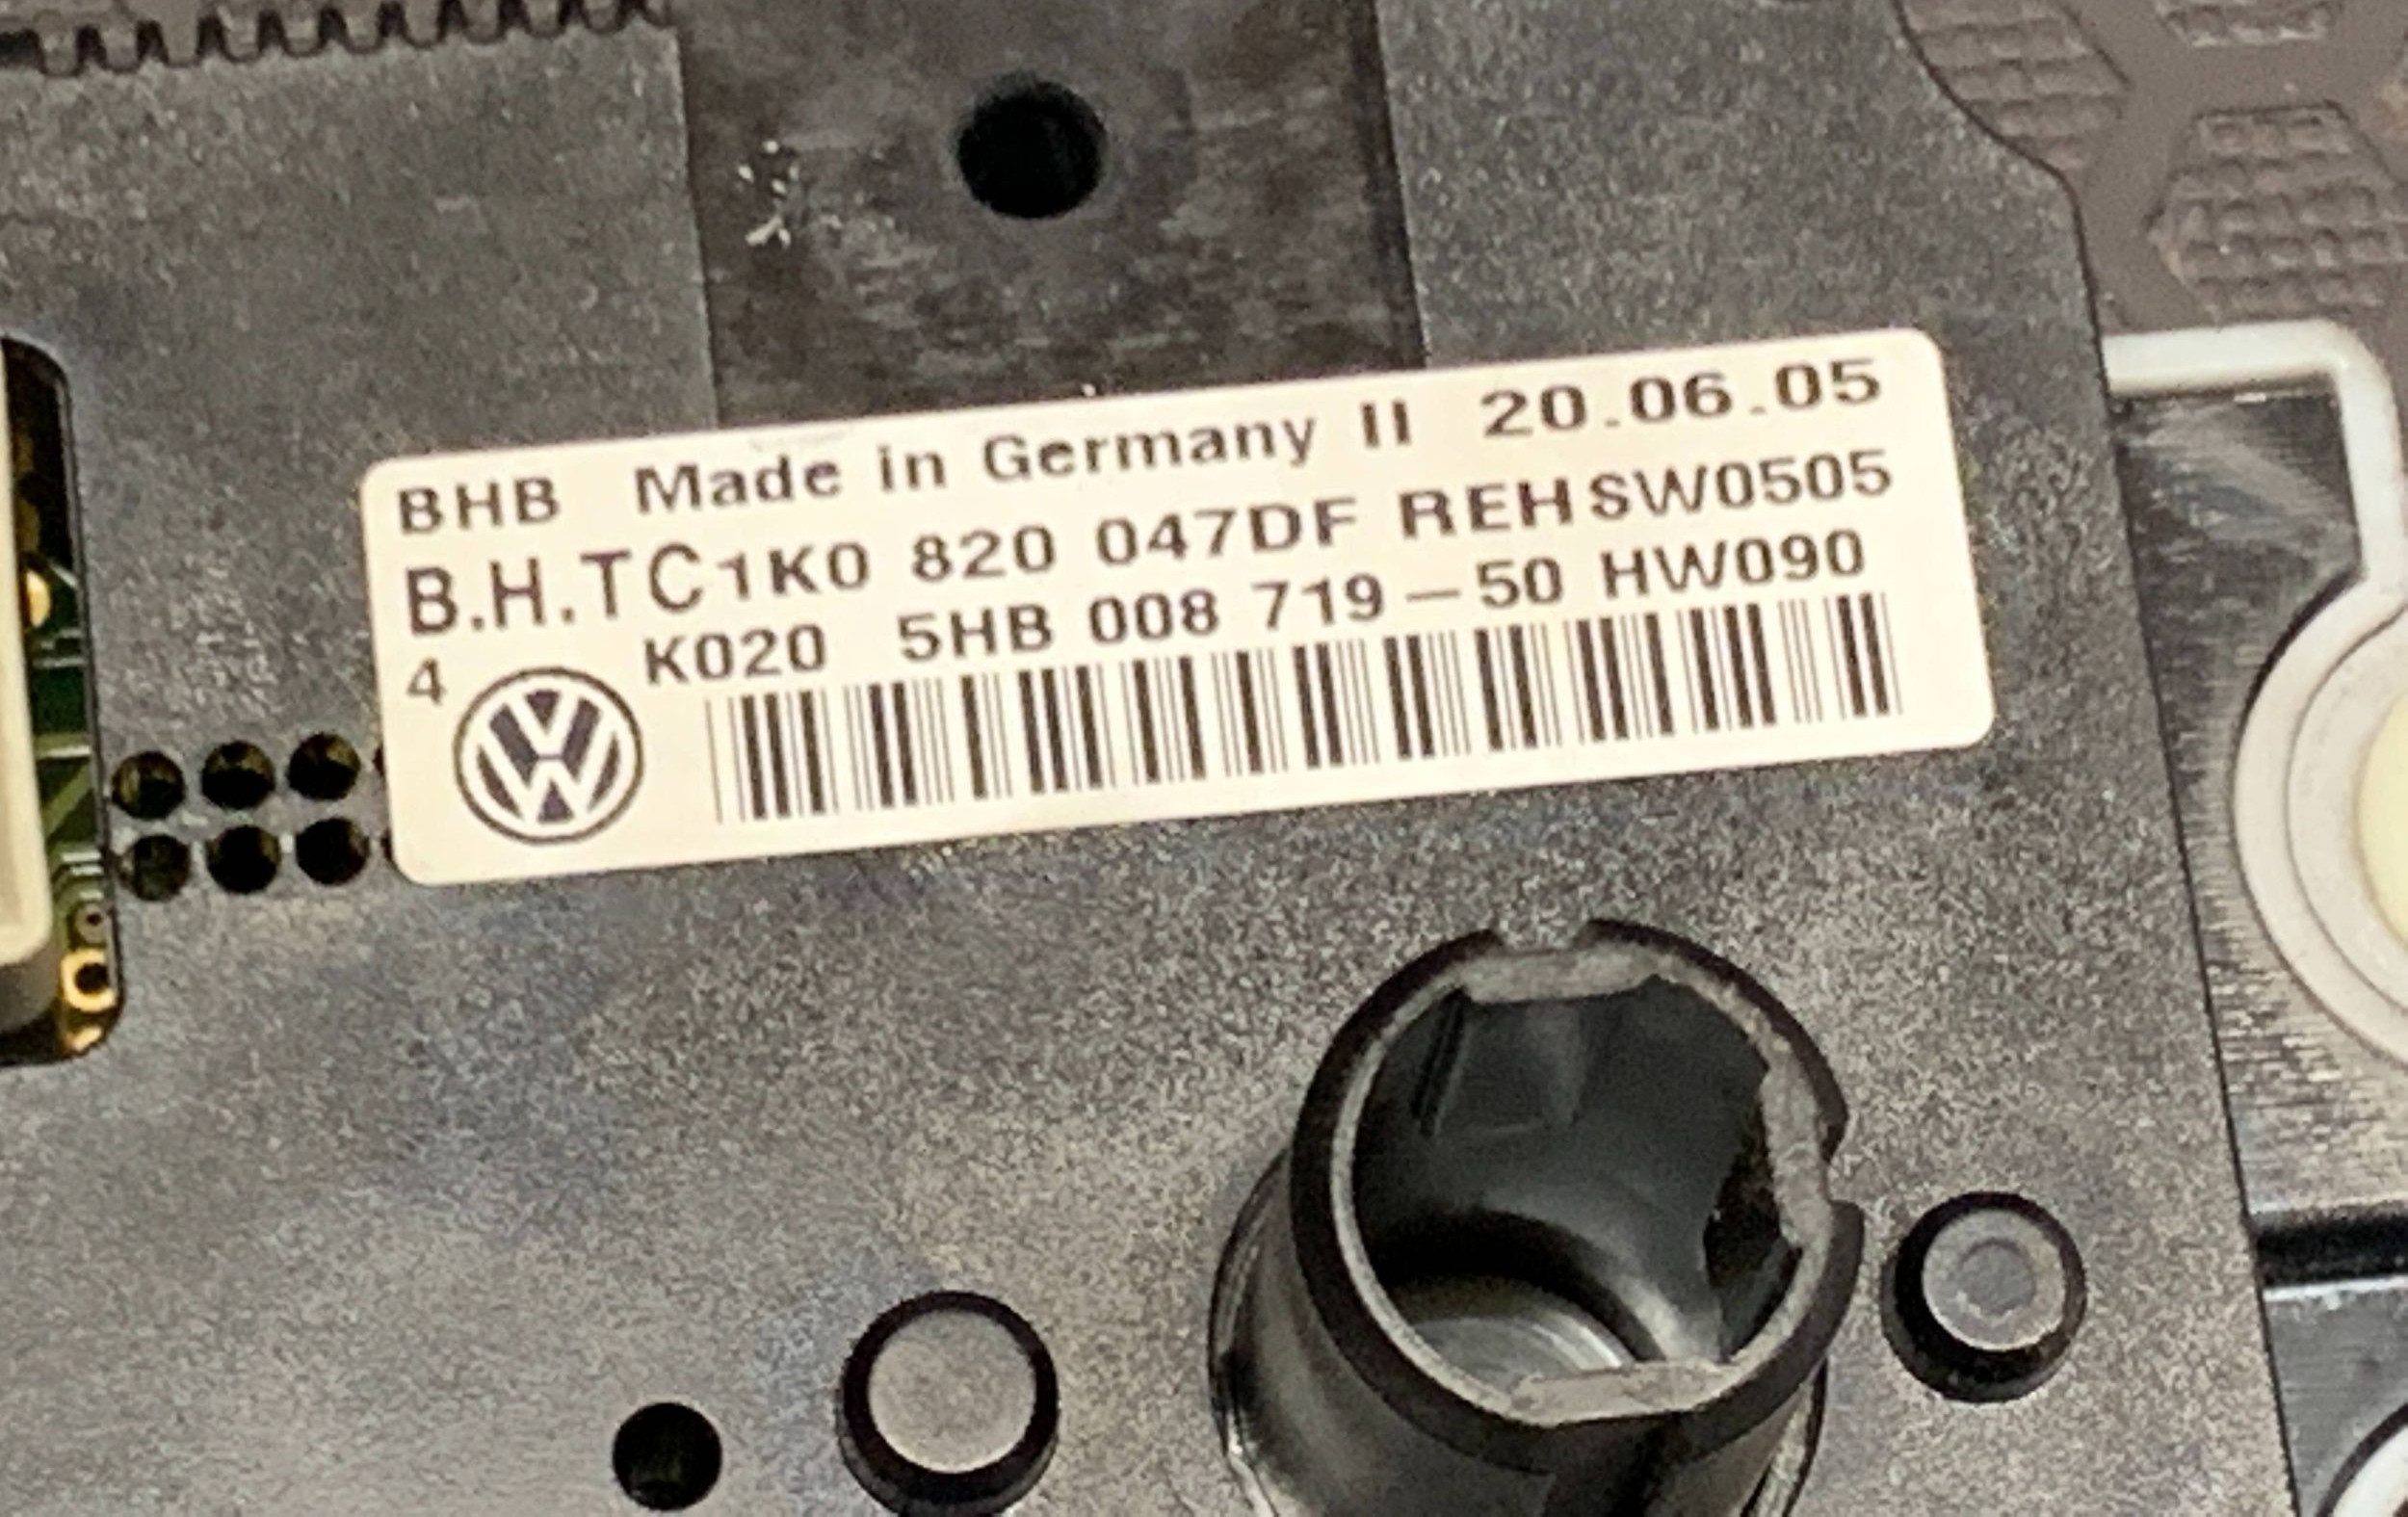 BHB Made in Germany II 20.06.05
B.H.TC1K0 820 047DF REHSW0505
4 K020 5HB 008 719-50 HW090